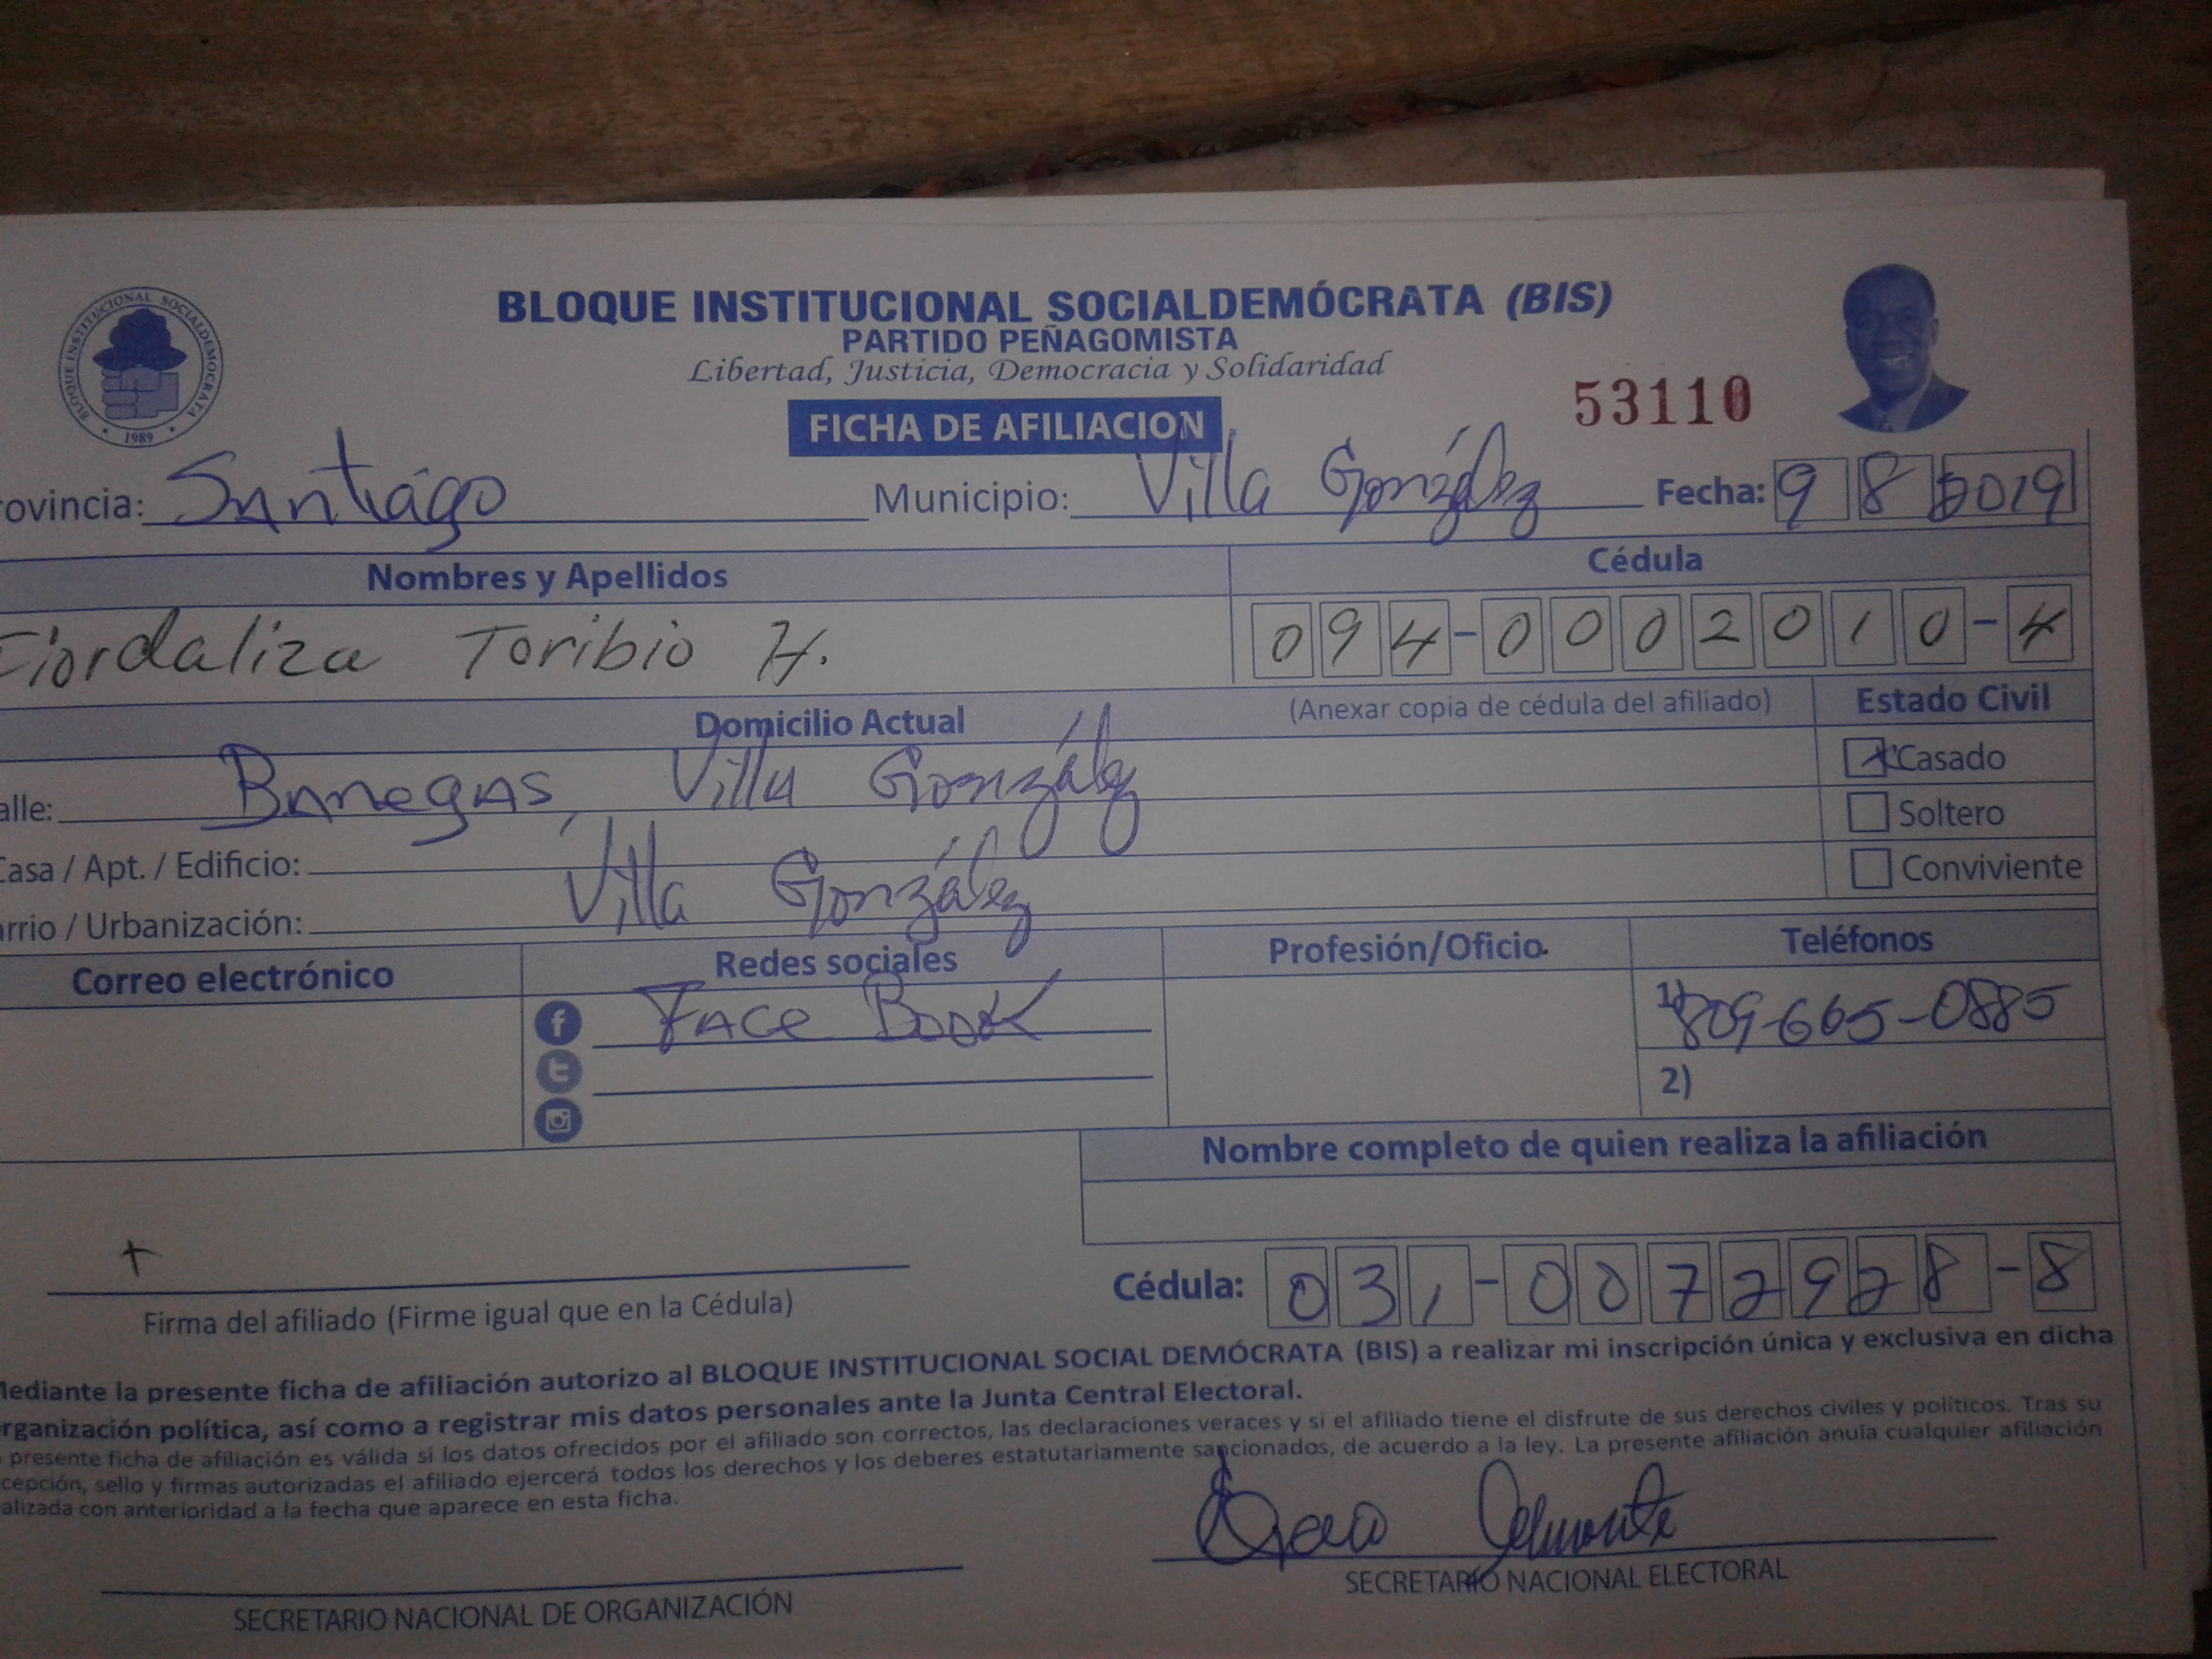 BLOQUE INSTITUCIONAL SOCIALDEMÓCRATA (BIS)
PARTIDO PEÑAGOMISTA
Libertad, Justicia, Democracia y Solidaridad
BLOQUE INSTITUCIONAL SOCIALDEMOCRATA
1989
53110
FICHA DE AFILIACION
ovincia: Santiágo Municipio: Villa González Fecha: 9 8 2019
Nombres y Apellidos Cédula
Fiordaliza Toribio H. 094-0002010-4
Domicilio Actual (Anexar copia de cédula del afiliado) Estado Civil
alle: Banegas, Villa González Casado
Casa / Apt. / Edificio: Soltero
arrio / Urbanización: Villa González Conviviente
Correo electrónico Redes sociales Profesión/Oficio Teléfonos
Face Book 1) 809-665-0885
2)
Nombre completo de quien realiza la afiliación
Cédula: 031-0072928-8
Firma del afiliado (Firme igual que en la Cédula)
Mediante la presente ficha de afiliación autorizo al BLOQUE INSTITUCIONAL SOCIAL DEMÓCRATA (BIS) a realizar mi inscripción única y exclusiva en dicha
rganización política, así como a registrar mis datos personales ante la Junta Central Electoral.
presente ficha de afiliación es válida si los datos ofrecidos por el afiliado son correctos, las declaraciones veraces y si el afiliado tiene el disfrute de sus derechos civiles y políticos. Tras su
cepción, sello y firmas autorizadas el afiliado ejercerá todos los derechos y los deberes estatutariamente sancionados, de acuerdo a la ley. La presente afiliación anula cualquier afiliación
alizada con anterioridad a la fecha que aparece en esta ficha.
SECRETARIO NACIONAL DE ORGANIZACIÓN SECRETARIO NACIONAL ELECTORAL